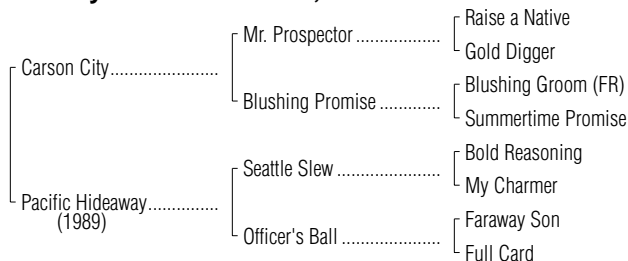 Raise a Native
Mr. Prospector ..................
Gold Digger
Carson City.......................
Blushing Groom (FR)
Blushing Promise .............
Summertime Promise
Bold Reasoning
Seattle Slew ......................
My Charmer
Pacific Hideaway...............
(1989)
Faraway Son
Officer's Ball .....................
Full Card